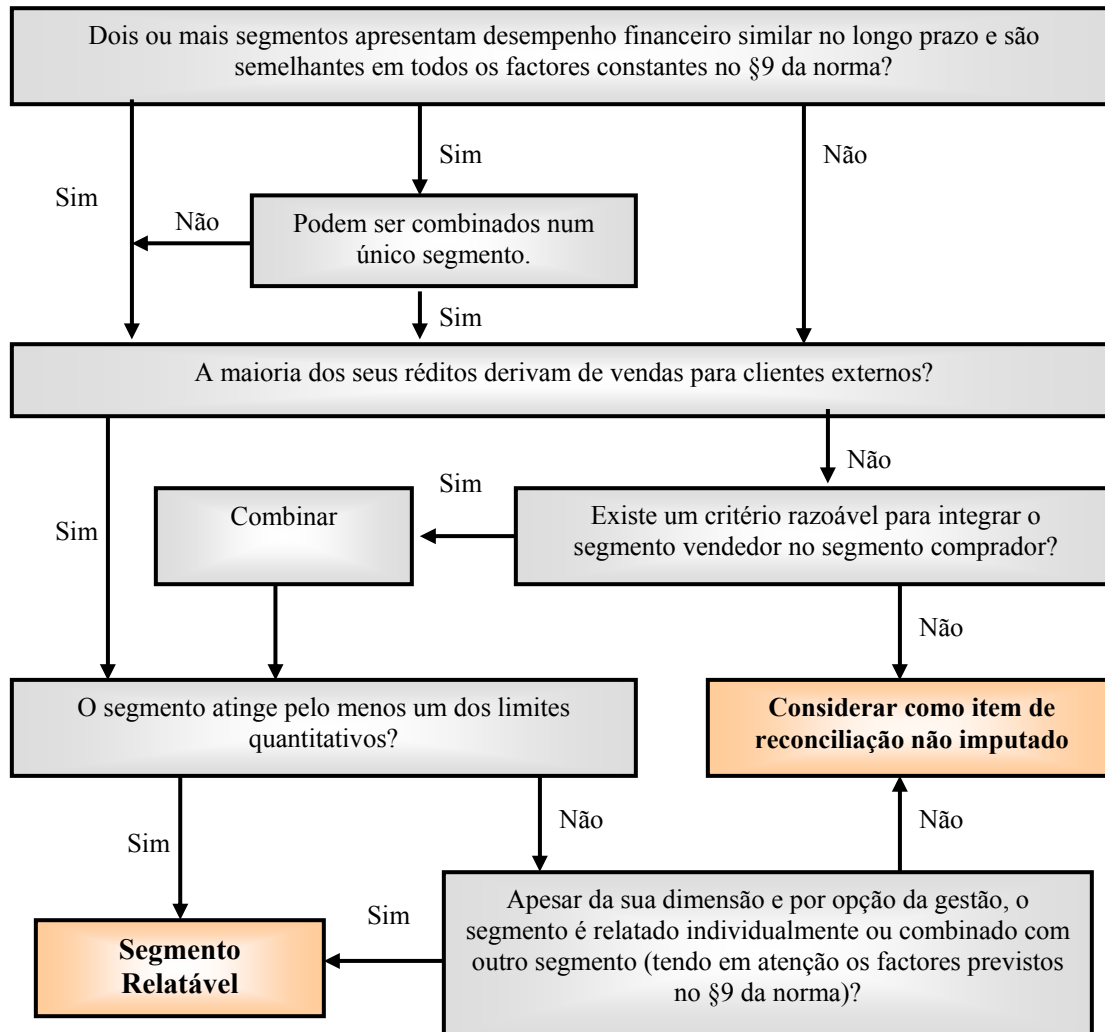 Dois ou mais segmentos apresentam desempenho financeiro similar no longo prazo e são
semelhantes em todos os factores constantes no §9 da norma?
Sim
Não
Sim
Não
Podem ser combinados num
único segmento.
Sim
A maioria dos seus réditos derivam de vendas para clientes externos?
Não
Sim
Combinar
Existe um critério razoável para integrar o
segmento vendedor no segmento comprador?
Sim
Não
O segmento atinge pelo menos um dos limites
quantitativos?
Considerar como item de
reconciliação não imputado
Não
Não
Sim
Apesar da sua dimensão e por opção da gestão, o
segmento é relatado individualmente ou combinado com
outro segmento (tendo em atenção os factores previstos
no §9 da norma)?
Sim
Segmento
Relatável